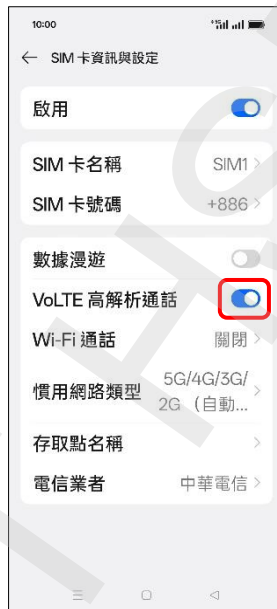 10:00
SIM 卡資訊與設定
啟用
SIM 卡名稱 SIM1
SIM 卡號碼 +886
數據漫遊
VoLTE 高解析通話
Wi-Fi 通話 關閉
慣用網路類型 5G/4G/3G/
2G （自動...
存取點名稱
電信業者 中華電信